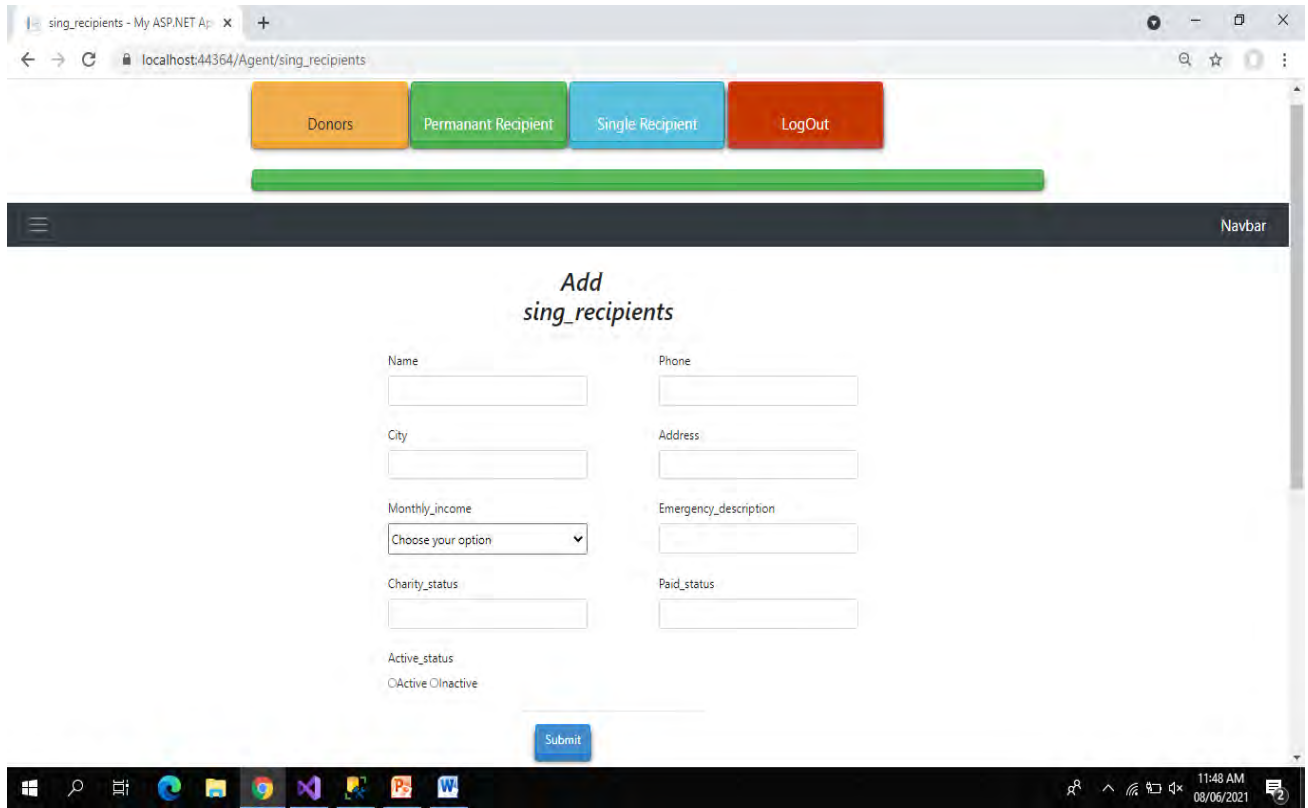 sing_recipients - My ASP.NET Ap
localhost:44364/Agent/sing_recipients
Donors Permanant Recipient Single Recipient LogOut
Navbar
Add
sing_recipients
Name Phone
City Address
Monthly_income Emergency_description
Choose your option
Charity_status Paid_status
Active_status
Active Inactive
Submit
11:48 AM
08/06/2021
2